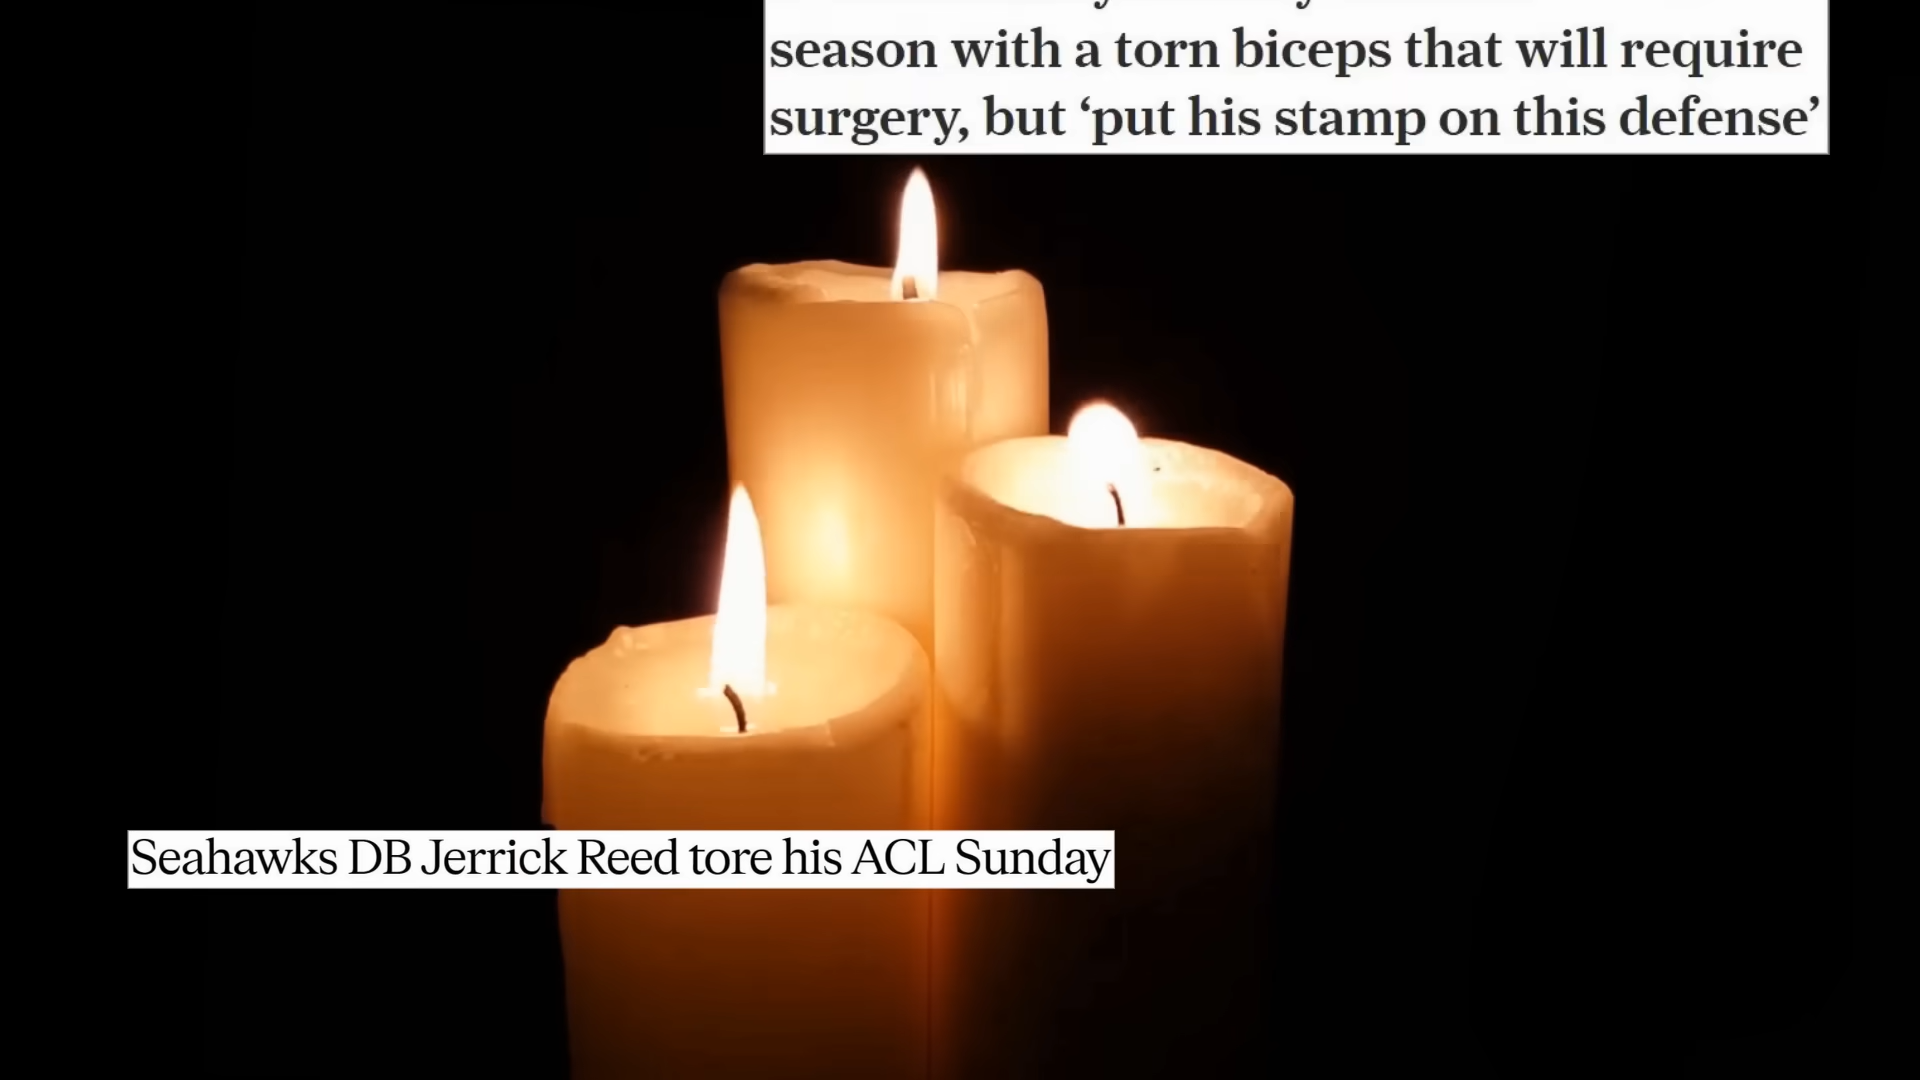 season with a torn biceps that will require
surgery, but ‘put his stamp on this defense’
Seahawks DB Jerrick Reed tore his ACL Sunday